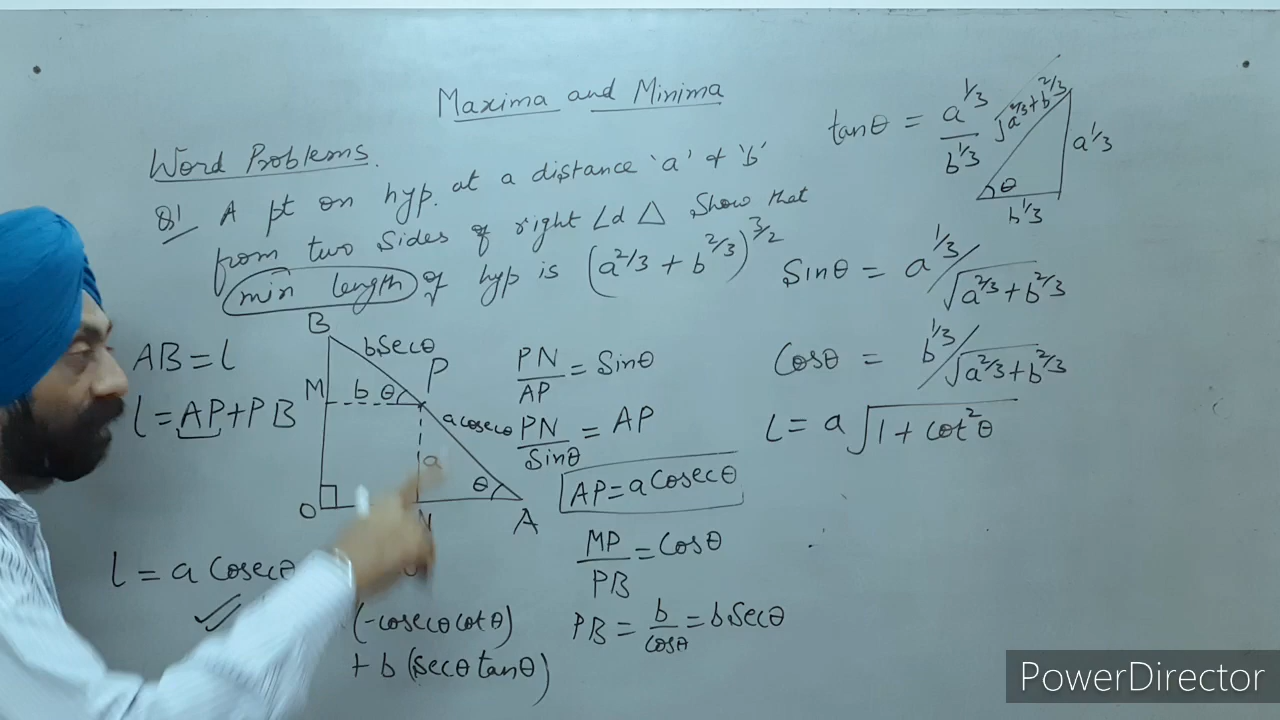 Maxima and Minima
Word Problems.
Q1 A pt on hyp. at a distance 'a' & 'b'
from two sides of right ∠d △ Show that
min length of hyp is (a^2/3 + b^2/3)^3/2
AB = l
l = AP + PB
B
b secθ
P
M
b θ
a cosecθ
a
θ
O
N
A
l = a cosecθ
(-cosecθ cotθ)
+ b (secθ tanθ)
PN/AP = Sinθ
PN/Sinθ = AP
AP = a cosecθ
MP/PB = Cosθ
PB = b/cosθ = b secθ
tanθ = a^1/3 / b^1/3
√a^2/3 + b^2/3
a^1/3
θ
b^1/3
Sinθ = a^1/3 / √a^2/3 + b^2/3
Cosθ = b^1/3 / √a^2/3 + b^2/3
L = a √1 + cot²θ
PowerDirector